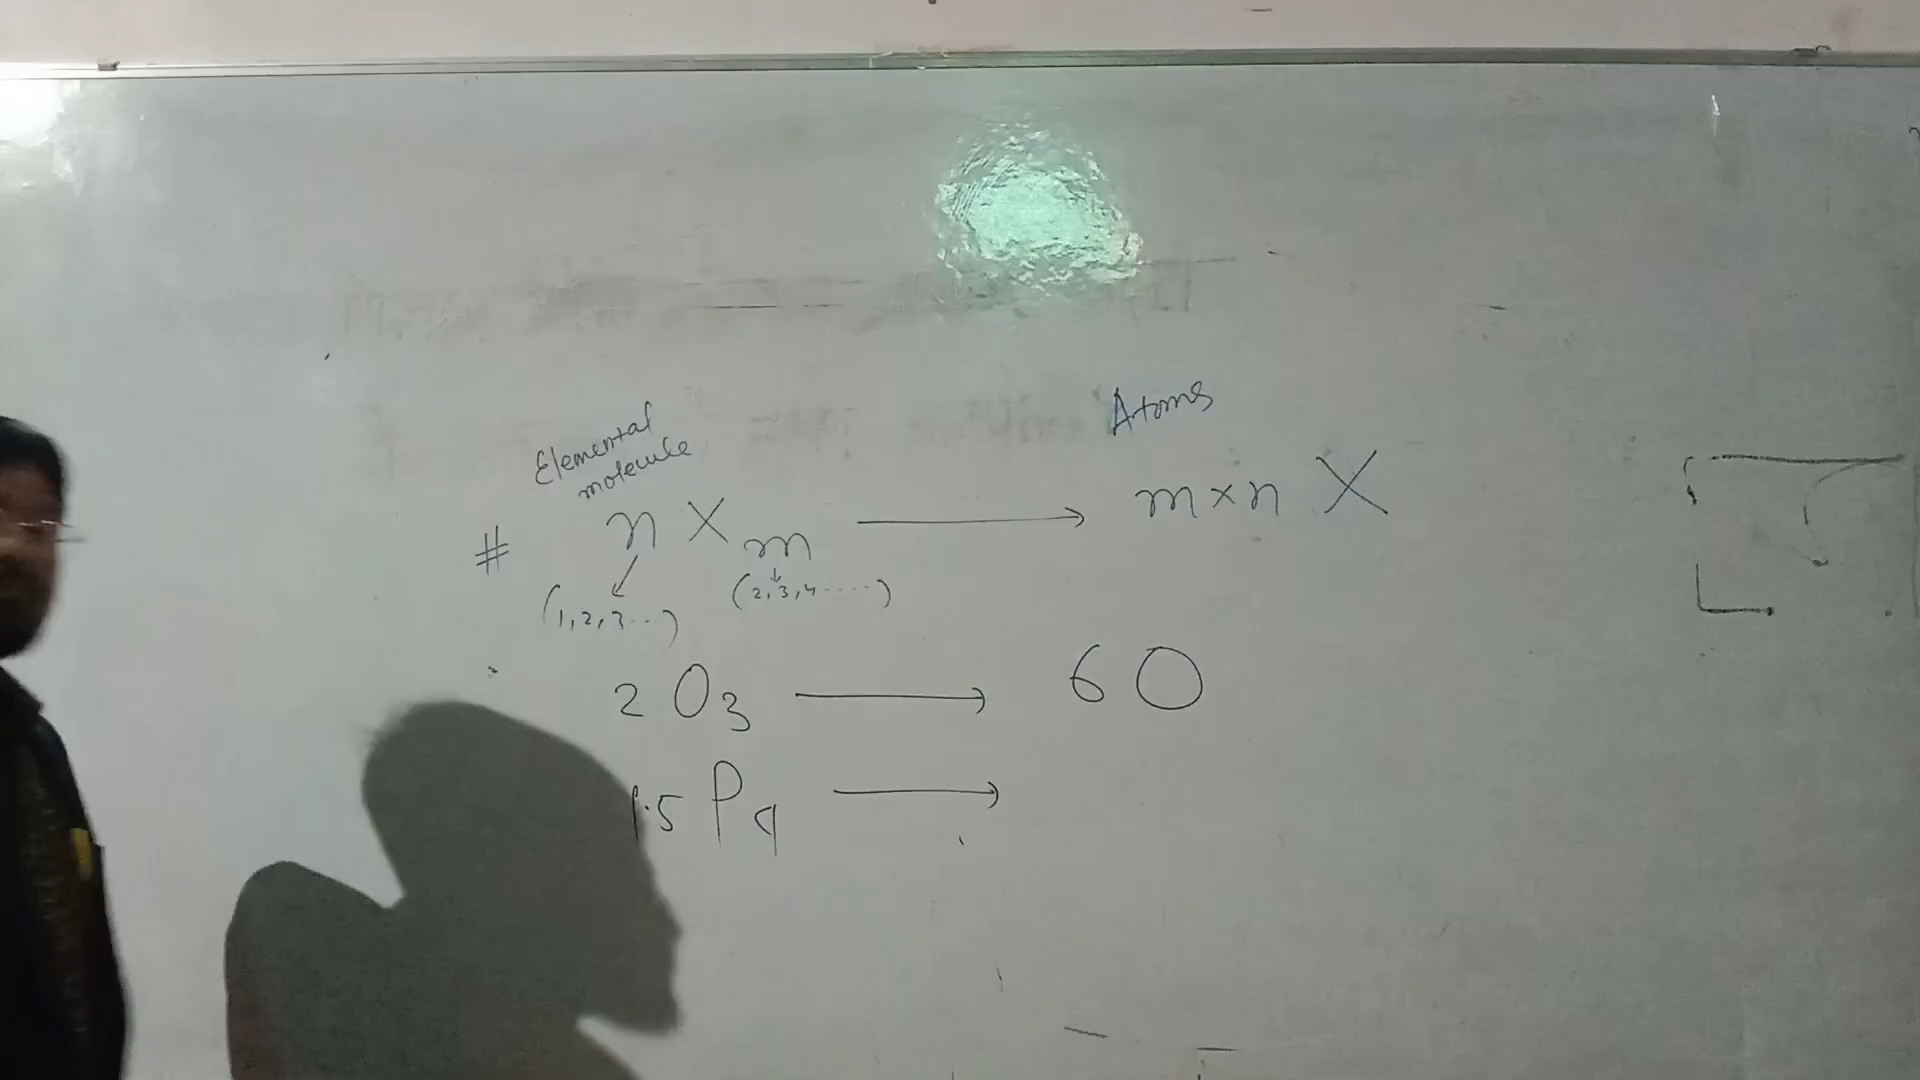 Elemental
molecule
Atoms
# n X m → m × n X
(1, 2, 3 ...) (2, 3, 4 ......)
2 O3 → 6 O
1.5 P4 →